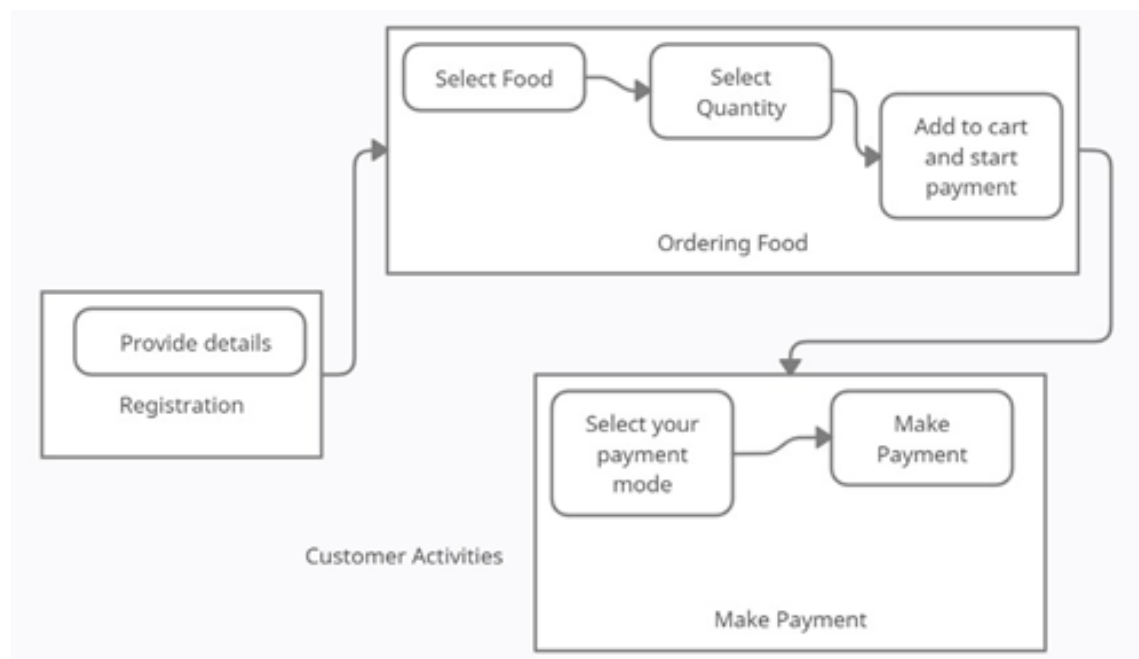 Select Food
Select
Quantity
Add to cart
and start
payment
Ordering Food
Provide details
Registration
Select your
payment
mode
Make
Payment
Customer Activities
Make Payment